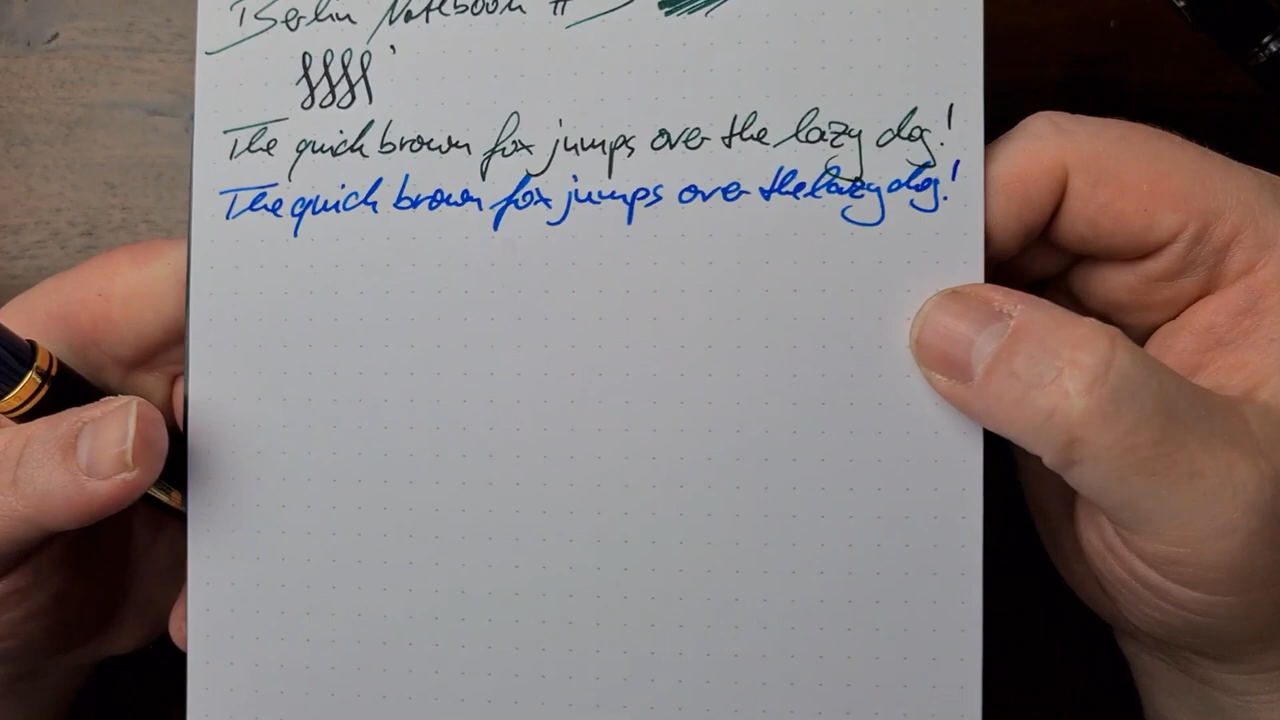 Berlin Notebook #
The quick brown fox jumps over the lazy dog!
The quick brown fox jumps over the lazy dog!